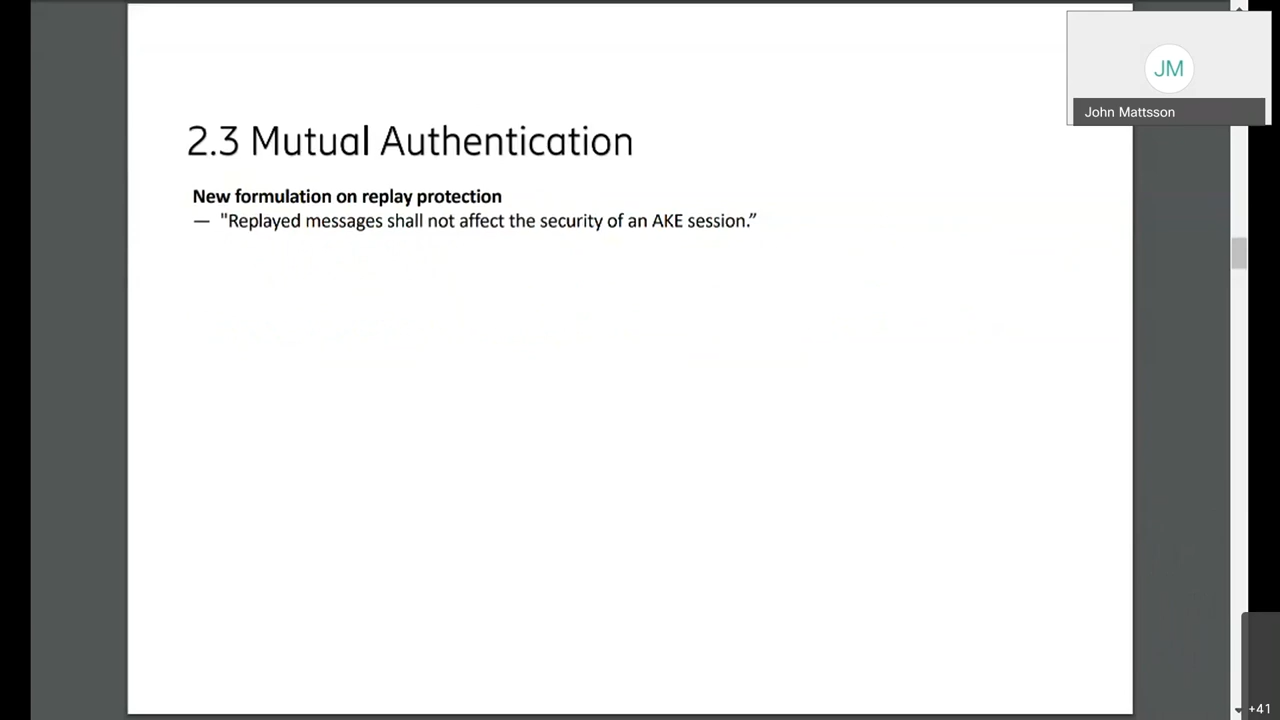 JM
John Mattsson
2.3 Mutual Authentication
New formulation on replay protection
— "Replayed messages shall not affect the security of an AKE session.”
+41